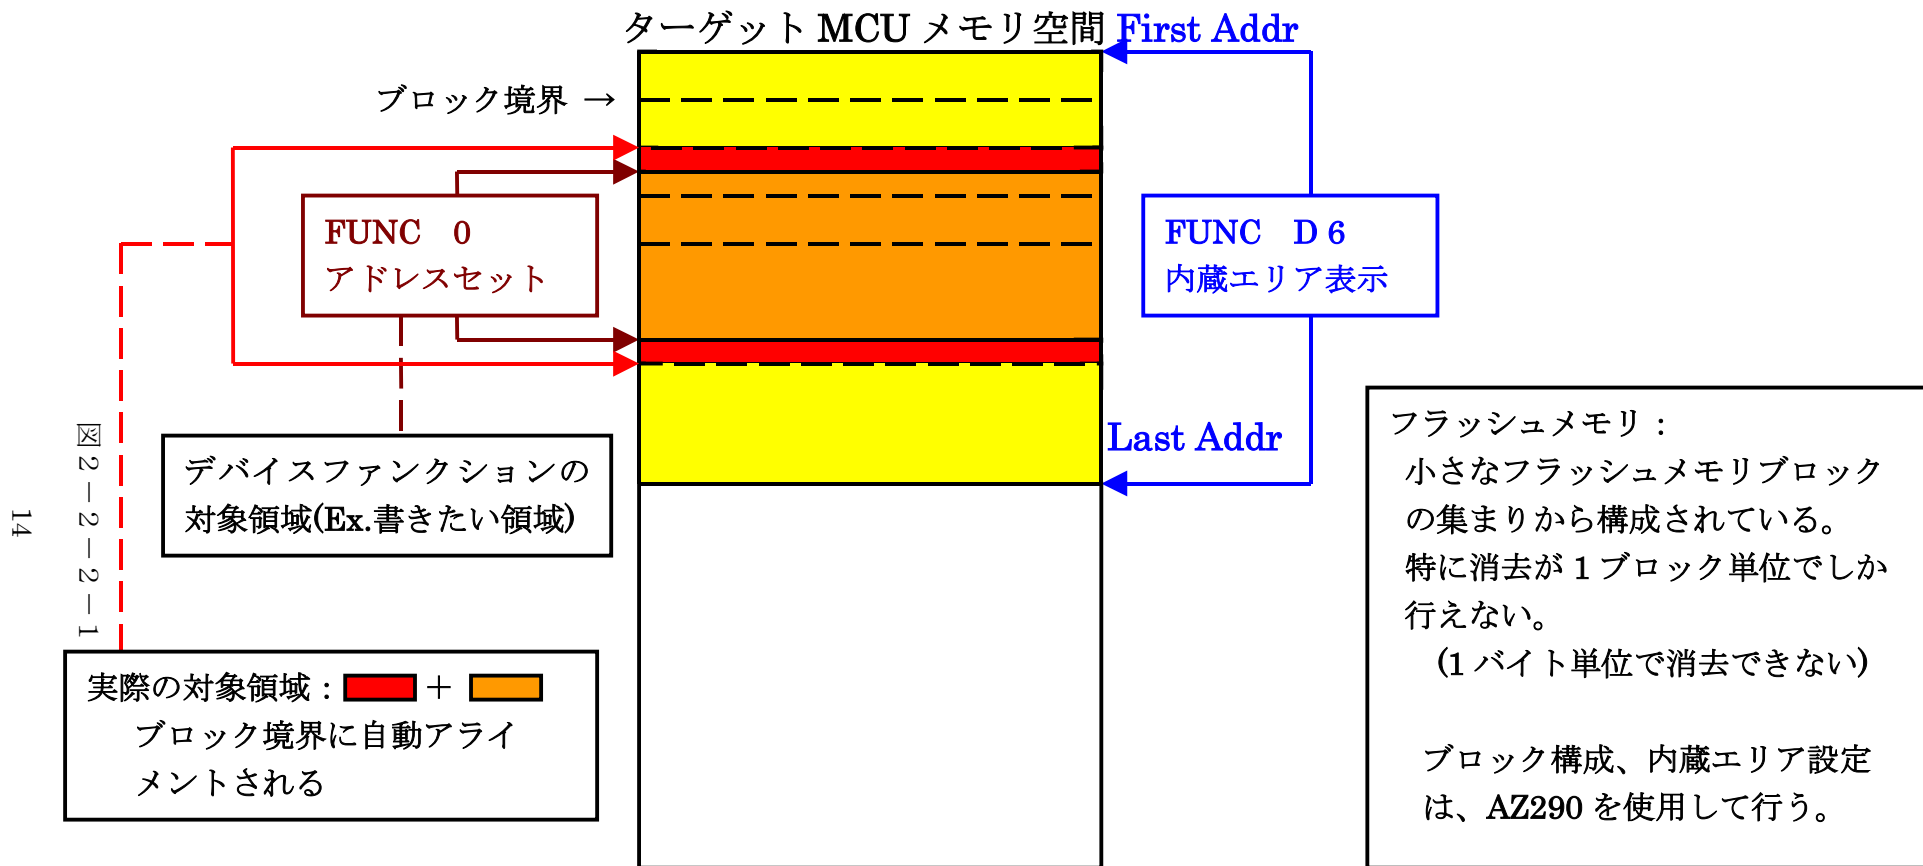 ターゲット MCU メモリ空間
First Addr
ブロック境界 →
FUNC 0
アドレスセット
FUNC D 6
内蔵エリア表示
Last Addr
デバイスファンクションの
対象領域(Ex.書きたい領域)
実際の対象領域: +
ブロック境界に自動アライ
メントされる
フラッシュメモリ:
小さなフラッシュメモリブロック
の集まりから構成されている。
特に消去が 1 ブロック単位でしか
行えない。
(1 バイト単位で消去できない)
ブロック構成、内蔵エリア設定
は、AZ290 を使用して行う。
図2-2-2-1
14